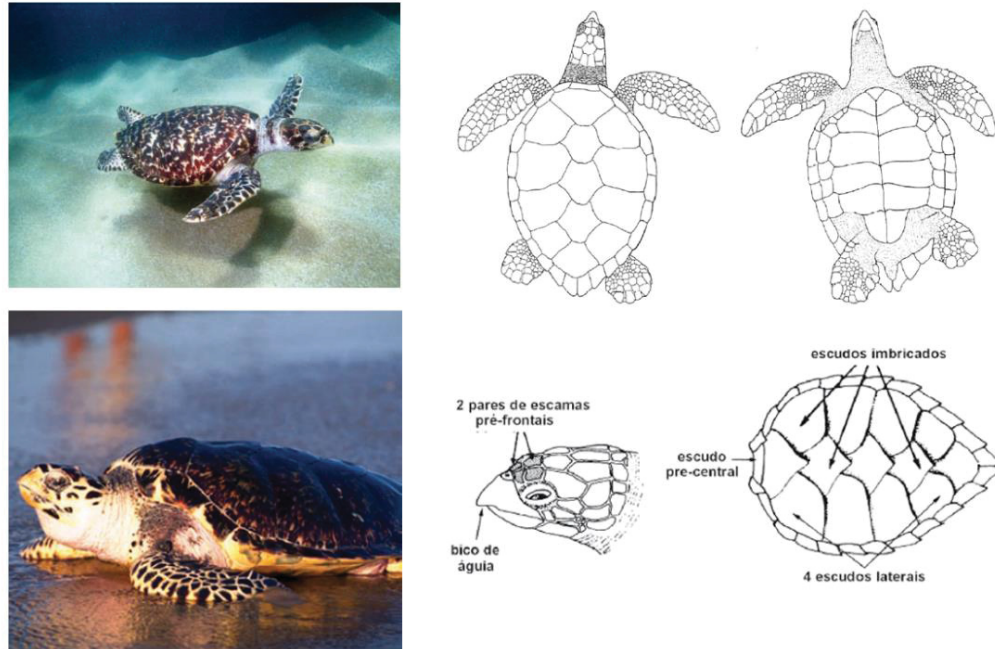 escudos imbricados
2 pares de escamas
pré-frontais
escudo
pre-central
bico de
águia
4 escudos laterais